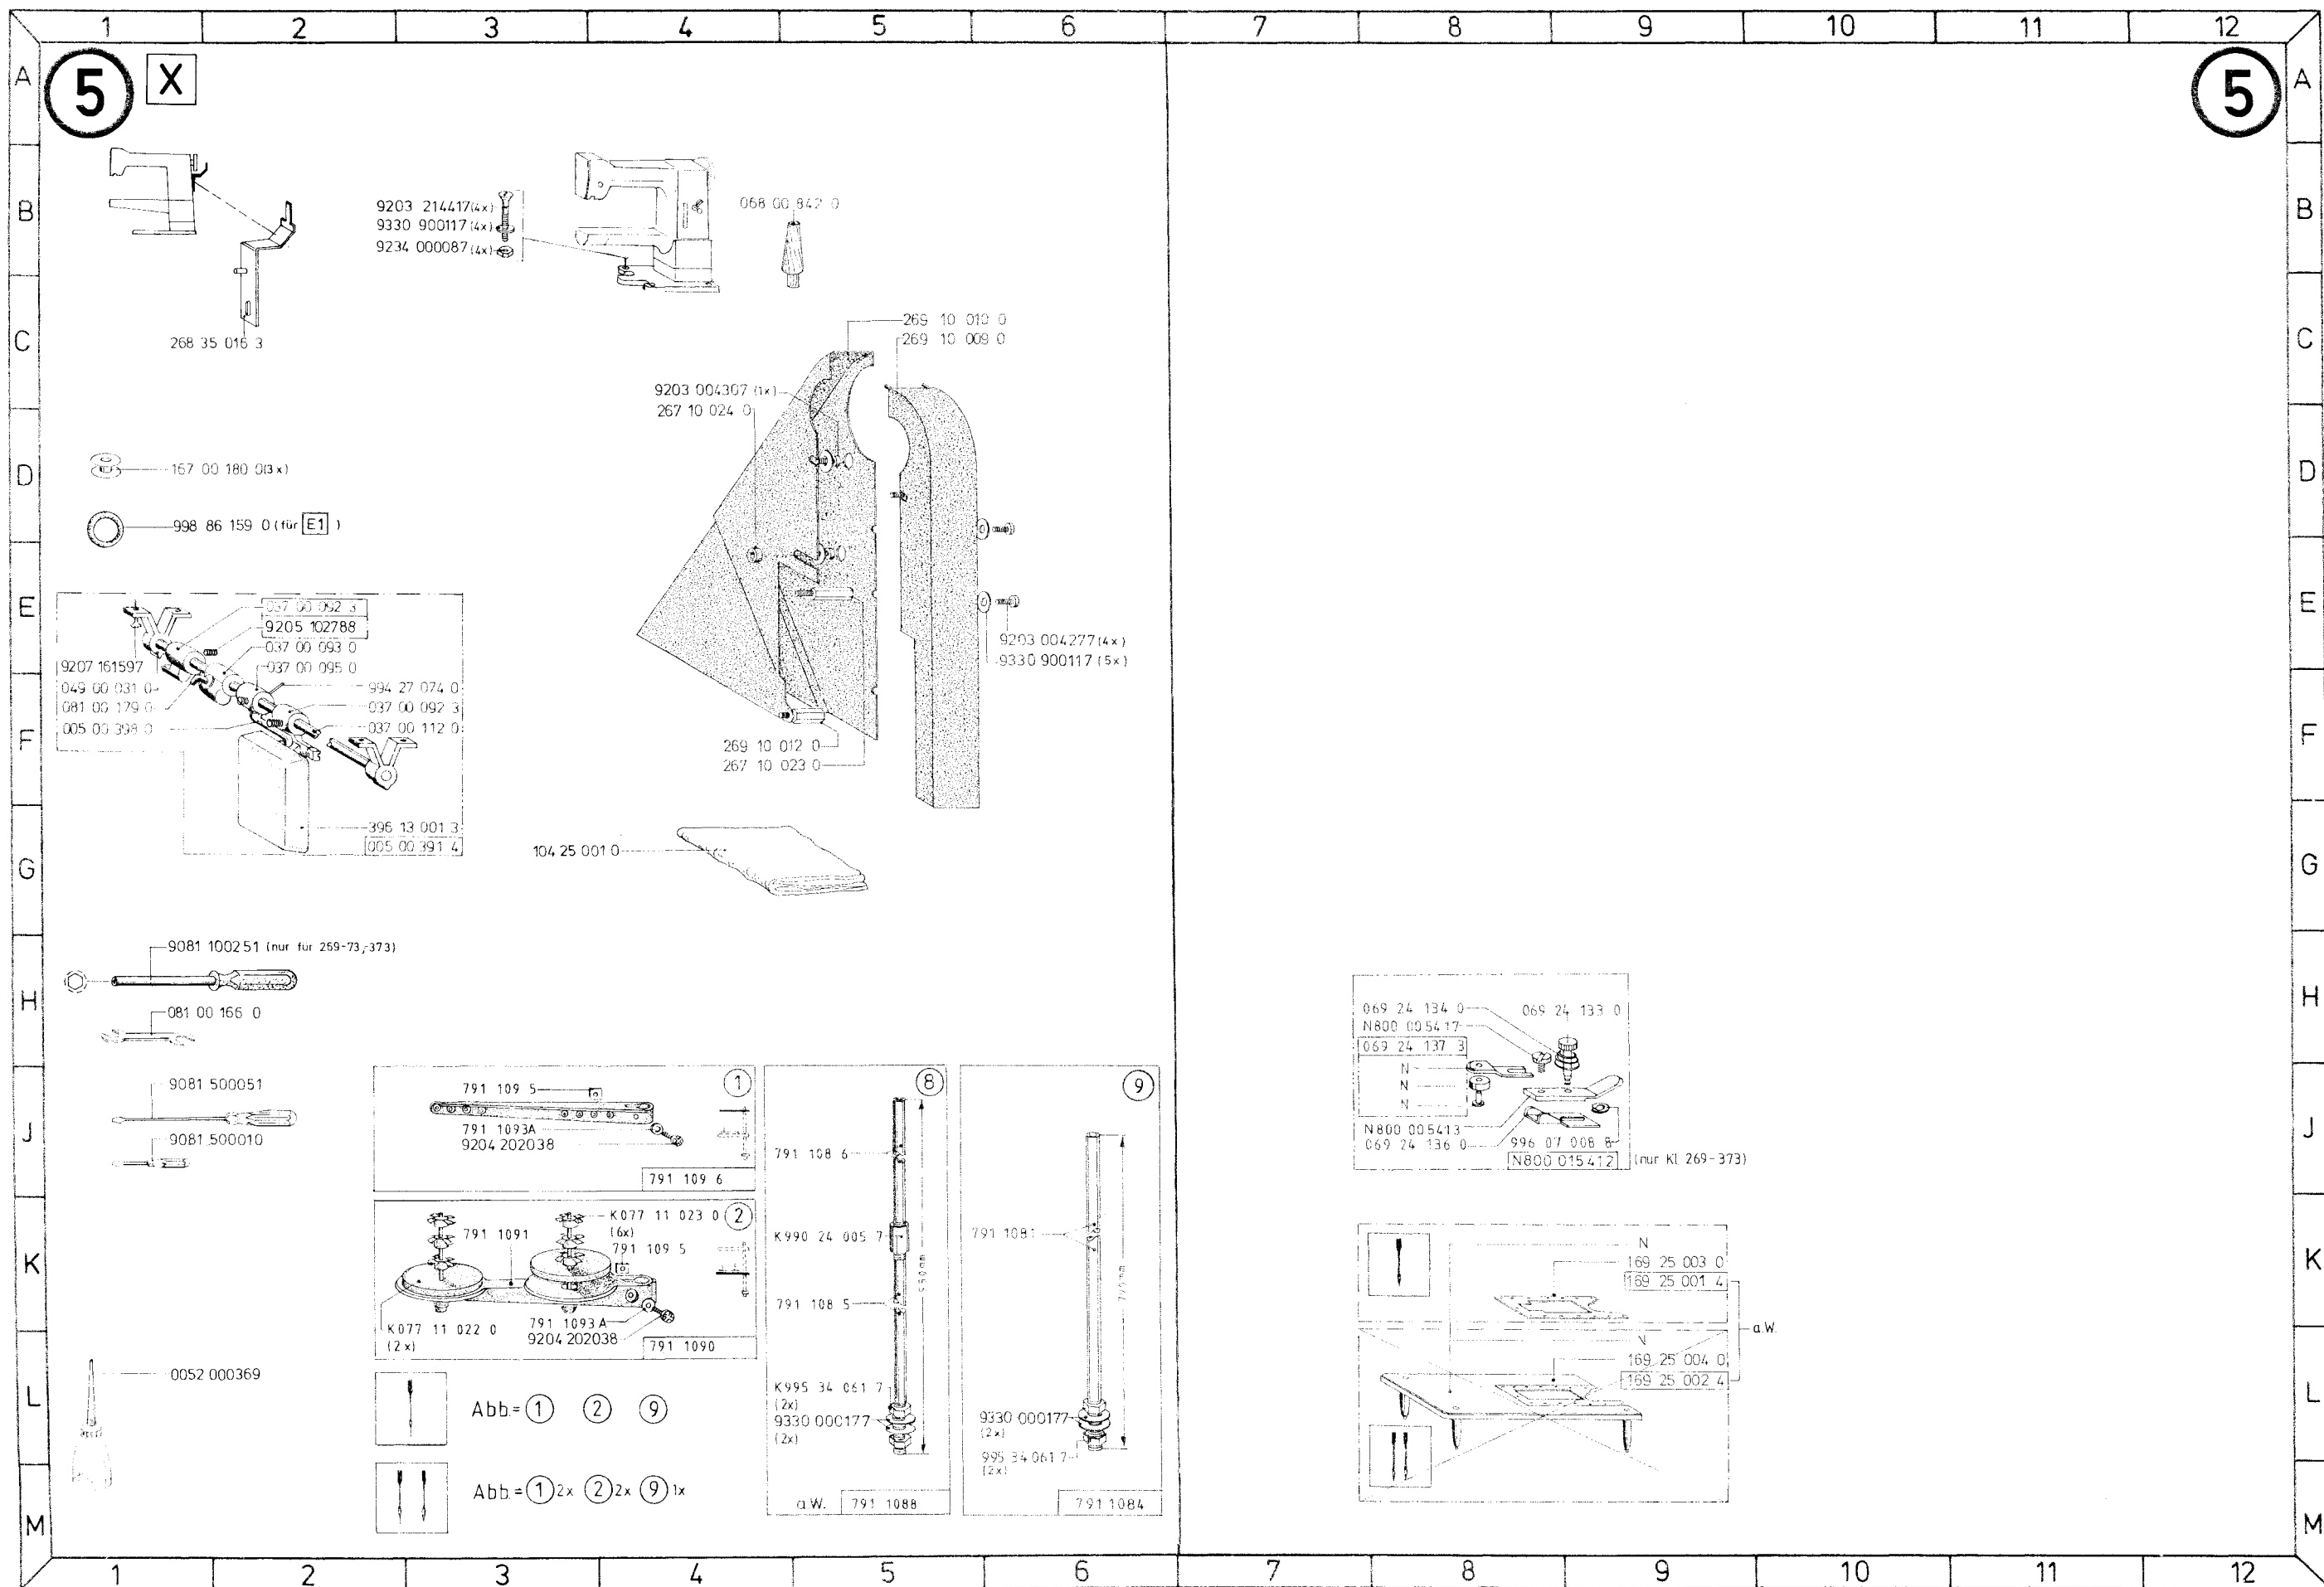 1 2 3 4 5 6 7 8 9 10 11 12
A
5
X
5
A
B
9203 214417 (4x)
9330 900117 (4x)
9234 000087 (4x)
068 00 842 0
B
C
268 35 016 3
269 10 010 0
269 10 009 0
9203 004307 (1x)
267 10 024 0
C
D
167 00 180 0 (3x)
998 86 159 0 (für E1 )
D
E
037 00 092 3
9205 102788
037 00 093 0
037 00 095 0
9207 161597
049 00 031 0
081 00 179 0
005 00 398 0
994 27 074 0
037 00 092 3
037 00 112 0
9203 004277 (4x)
9330 900117 (5x)
E
F
269 10 012 0
267 10 023 0
F
396 13 001 3
005 00 391 4
G
104 25 001 0
G
9081 100251 (nur für 269-73,-373)
H
081 00 166 0
069 24 134 0
069 24 133 0
N800 005417
069 24 137 3
N
N
N
N800 005413
069 24 136 0
996 07 008 8
N800 015412 (nur Kl. 269-373)
H
J
9081 500051
9081 500010
791 109 5
1
791 1093A
9204 202038
791 109 6
8
791 108 6
9
J
K
K077 11 023 0
(6x)
2
791 1091
791 109 5
K077 11 022 0
(2x)
791 1093 A
9204 202038
791 1090
K990 24 005 7
791 108 5
791 1081
N
169 25 003 0
169 25 001 4
a.W.
K
L
0052 000369
Abb.= 1 2 9
K995 34 061 7
(2x)
9330 000177
(2x)
9330 000177
(2x)
995 34 061 7
(2x)
N
169 25 004 0
169 25 002 4
L
M
Abb.= 1 2x 2 2x 9 1x
a.W. 791 1088
791 1084
M
1 2 3 4 5 6 7 8 9 10 11 12